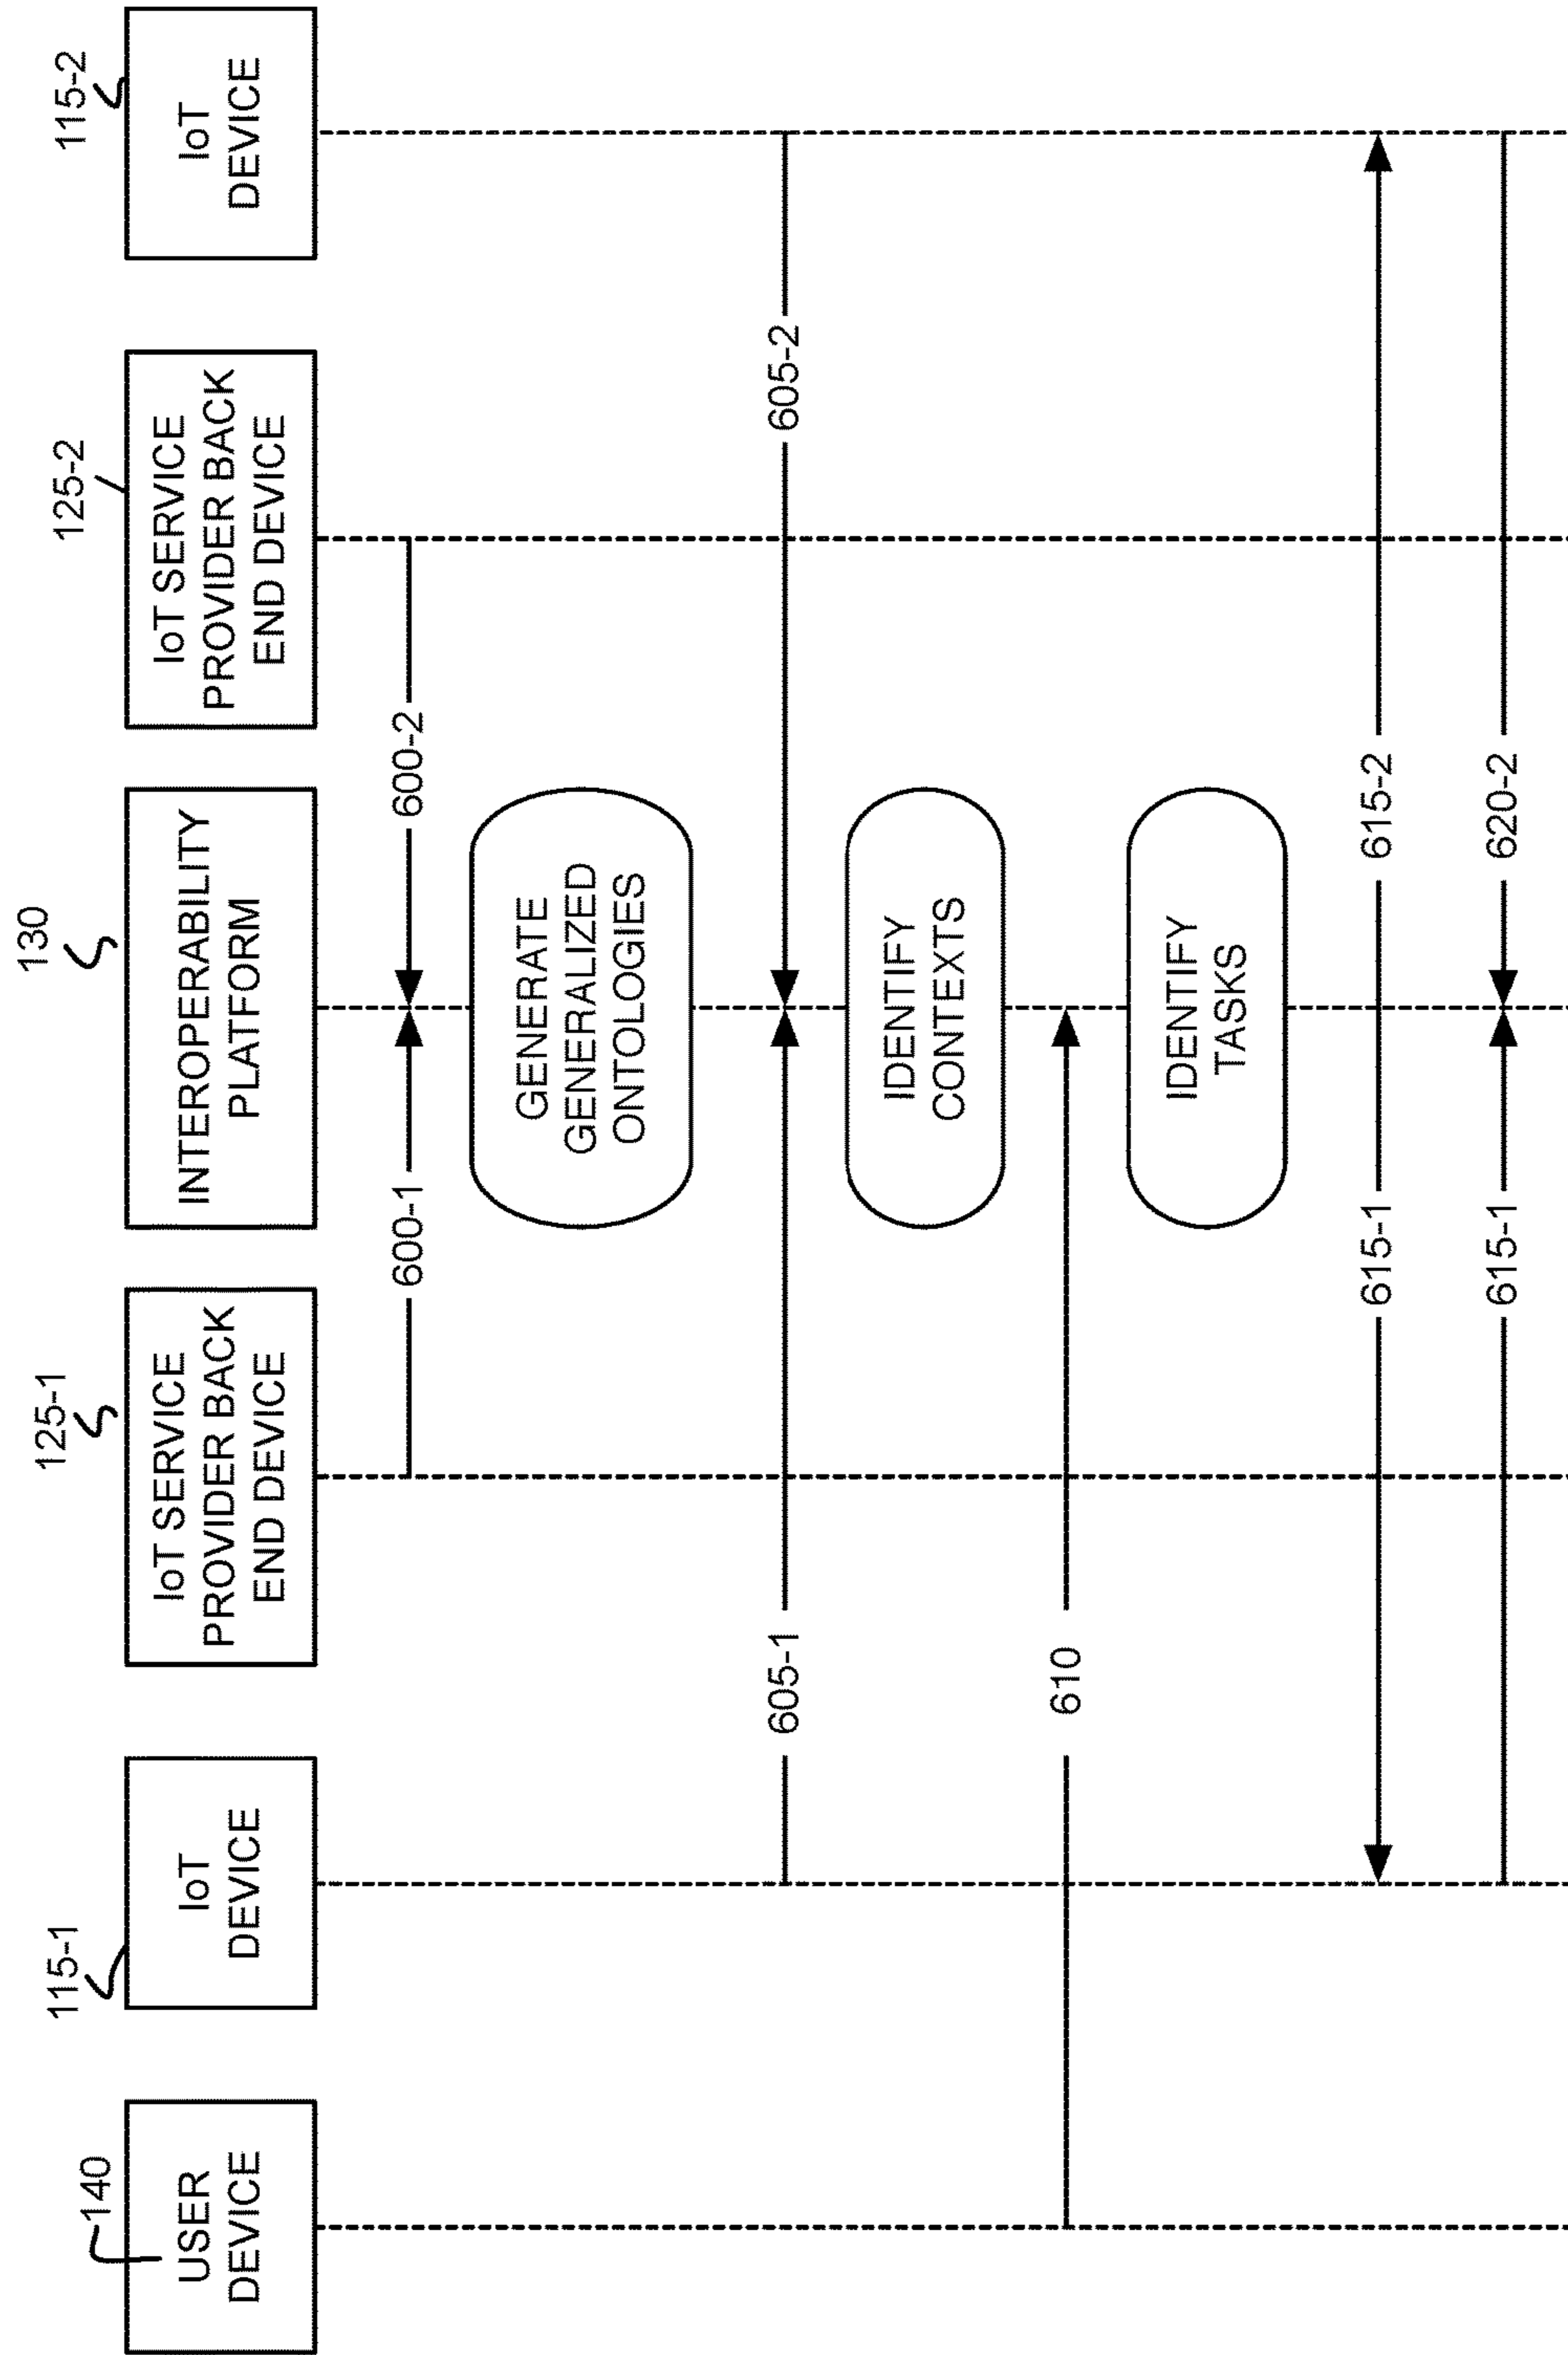 140
USER
DEVICE
115-1
IoT
DEVICE
125-1
IoT SERVICE
PROVIDER BACK
END DEVICE
130
INTEROPERABILITY
PLATFORM
125-2
IoT SERVICE
PROVIDER BACK
END DEVICE
115-2
IoT
DEVICE
600-1
600-2
GENERATE
GENERALIZED
ONTOLOGIES
605-1
605-2
IDENTIFY
CONTEXTS
610
IDENTIFY
TASKS
615-1
615-2
615-1
620-2